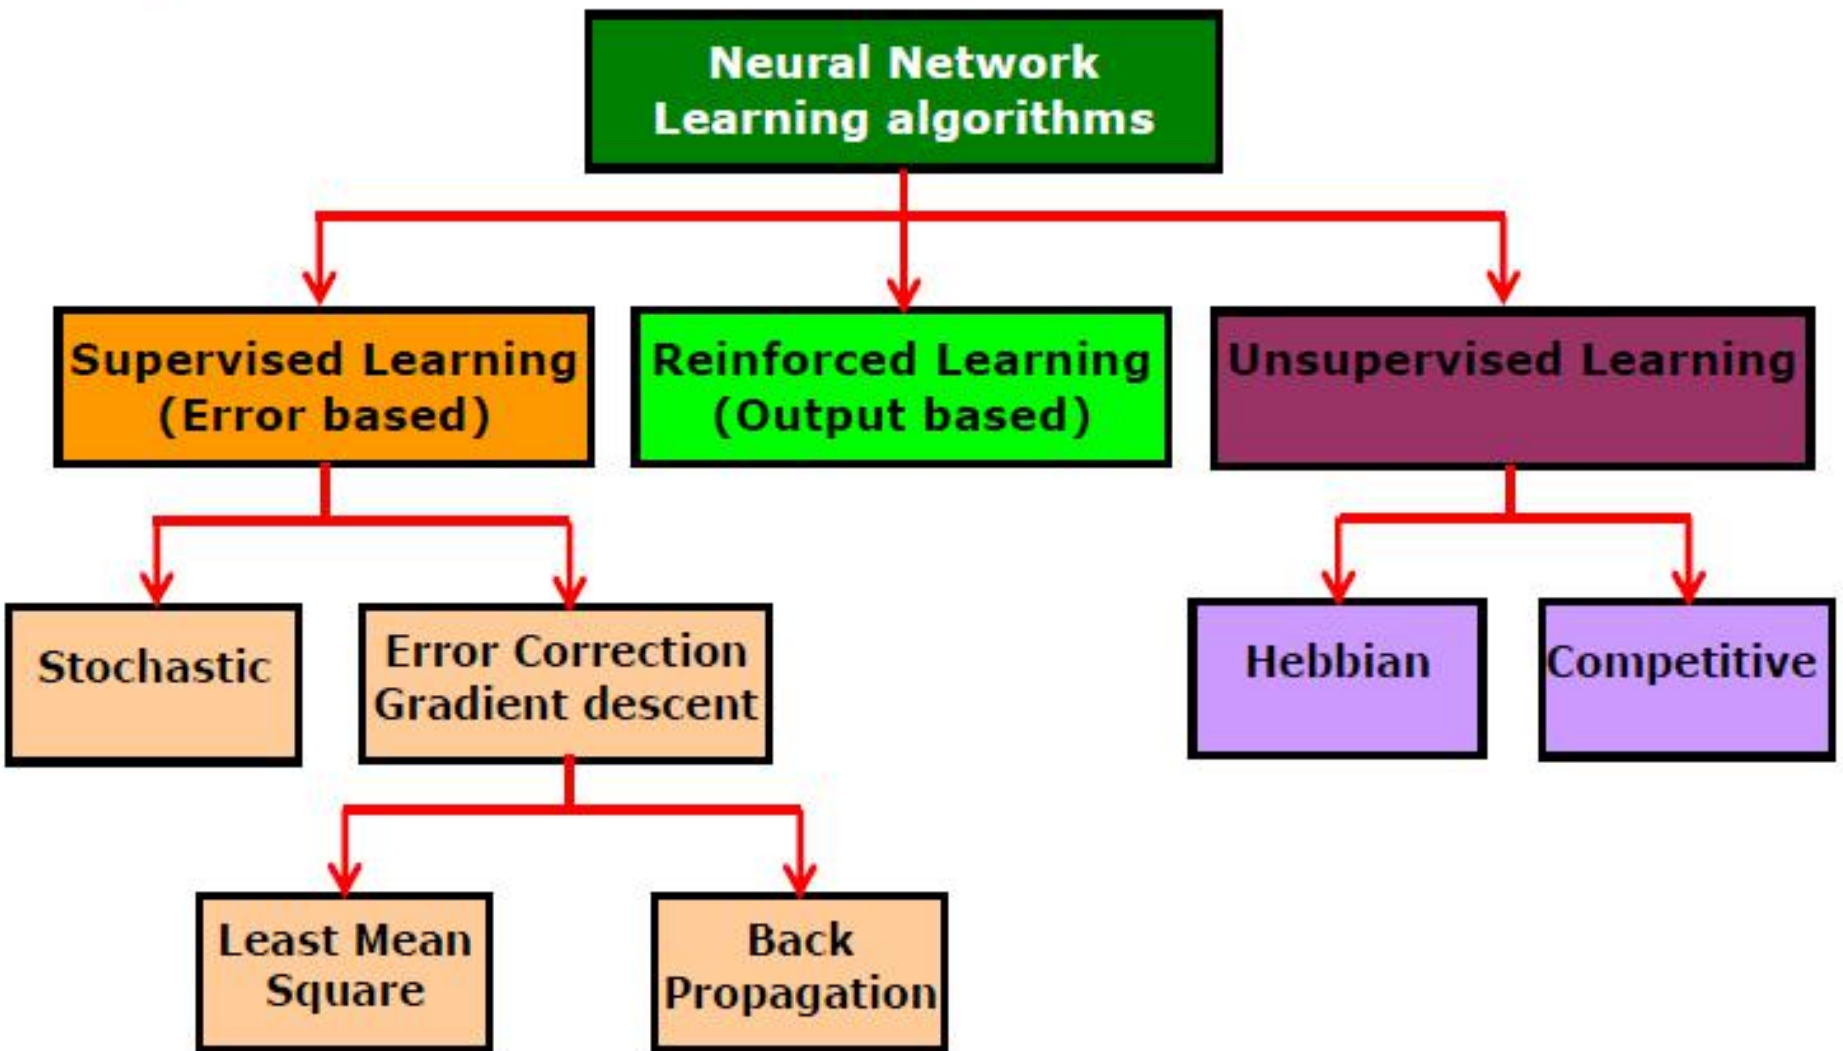 Neural Network
Learning algorithms
Supervised Learning
(Error based)
Reinforced Learning
(Output based)
Unsupervised Learning
Stochastic
Error Correction
Gradient descent
Hebbian
Competitive
Least Mean
Square
Back
Propagation